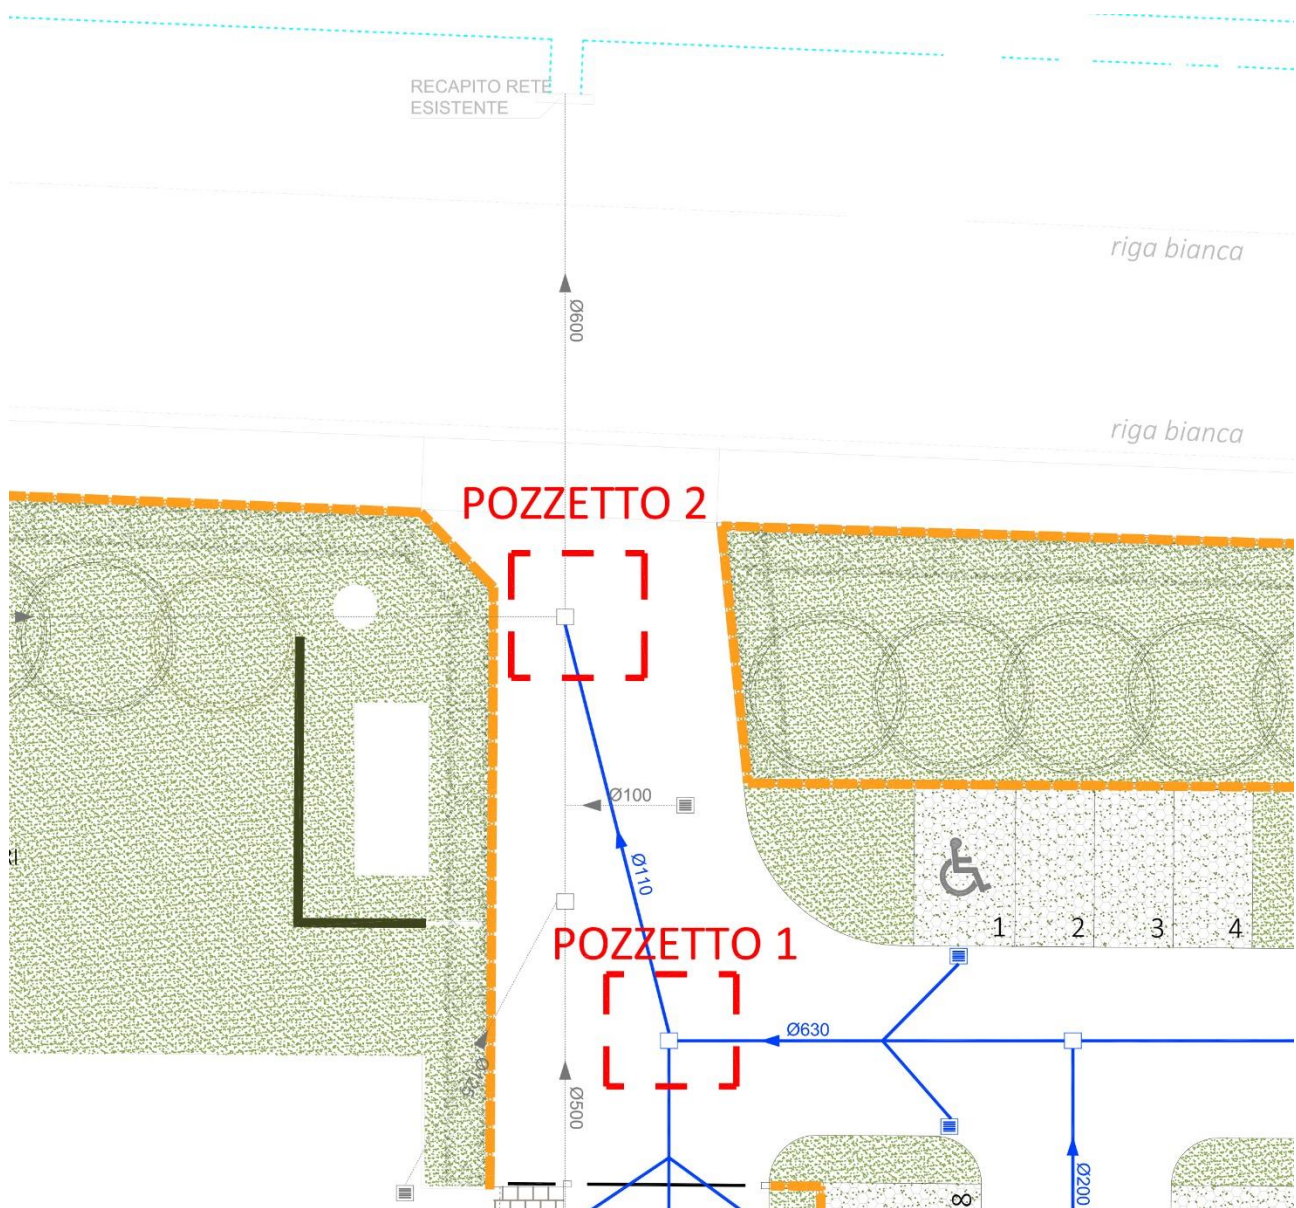 RECAPITO RETE
ESISTENTE
riga bianca
Ø600
riga bianca
POZZETTO 2
Ø100
Ø110
1 2 3 4
POZZETTO 1
Ø630
Ø500
Ø200
8